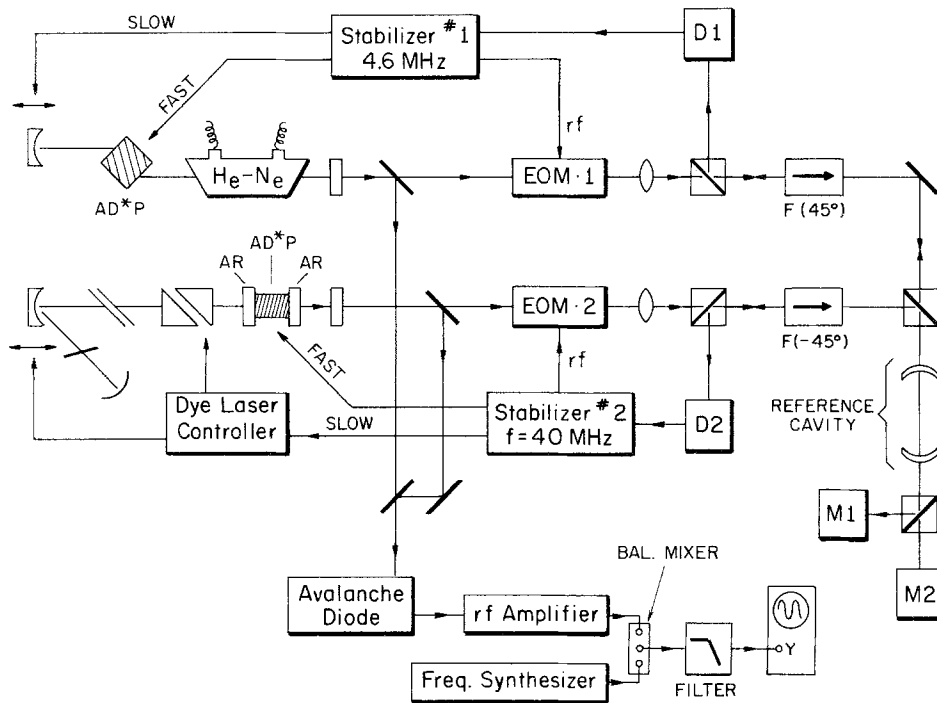 SLOW
Stabilizer #1
4.6 MHz
D1
FAST
rf
He-Ne
EOM·1
AD*P
F (45°)
AD*P
AR
AR
EOM·2
FAST
rf
F(-45°)
Dye Laser
Controller
SLOW
Stabilizer #2
f=40 MHz
D2
REFERENCE
CAVITY
M1
M2
BAL. MIXER
Avalanche
Diode
rf Amplifier
Y
Freq. Synthesizer
FILTER